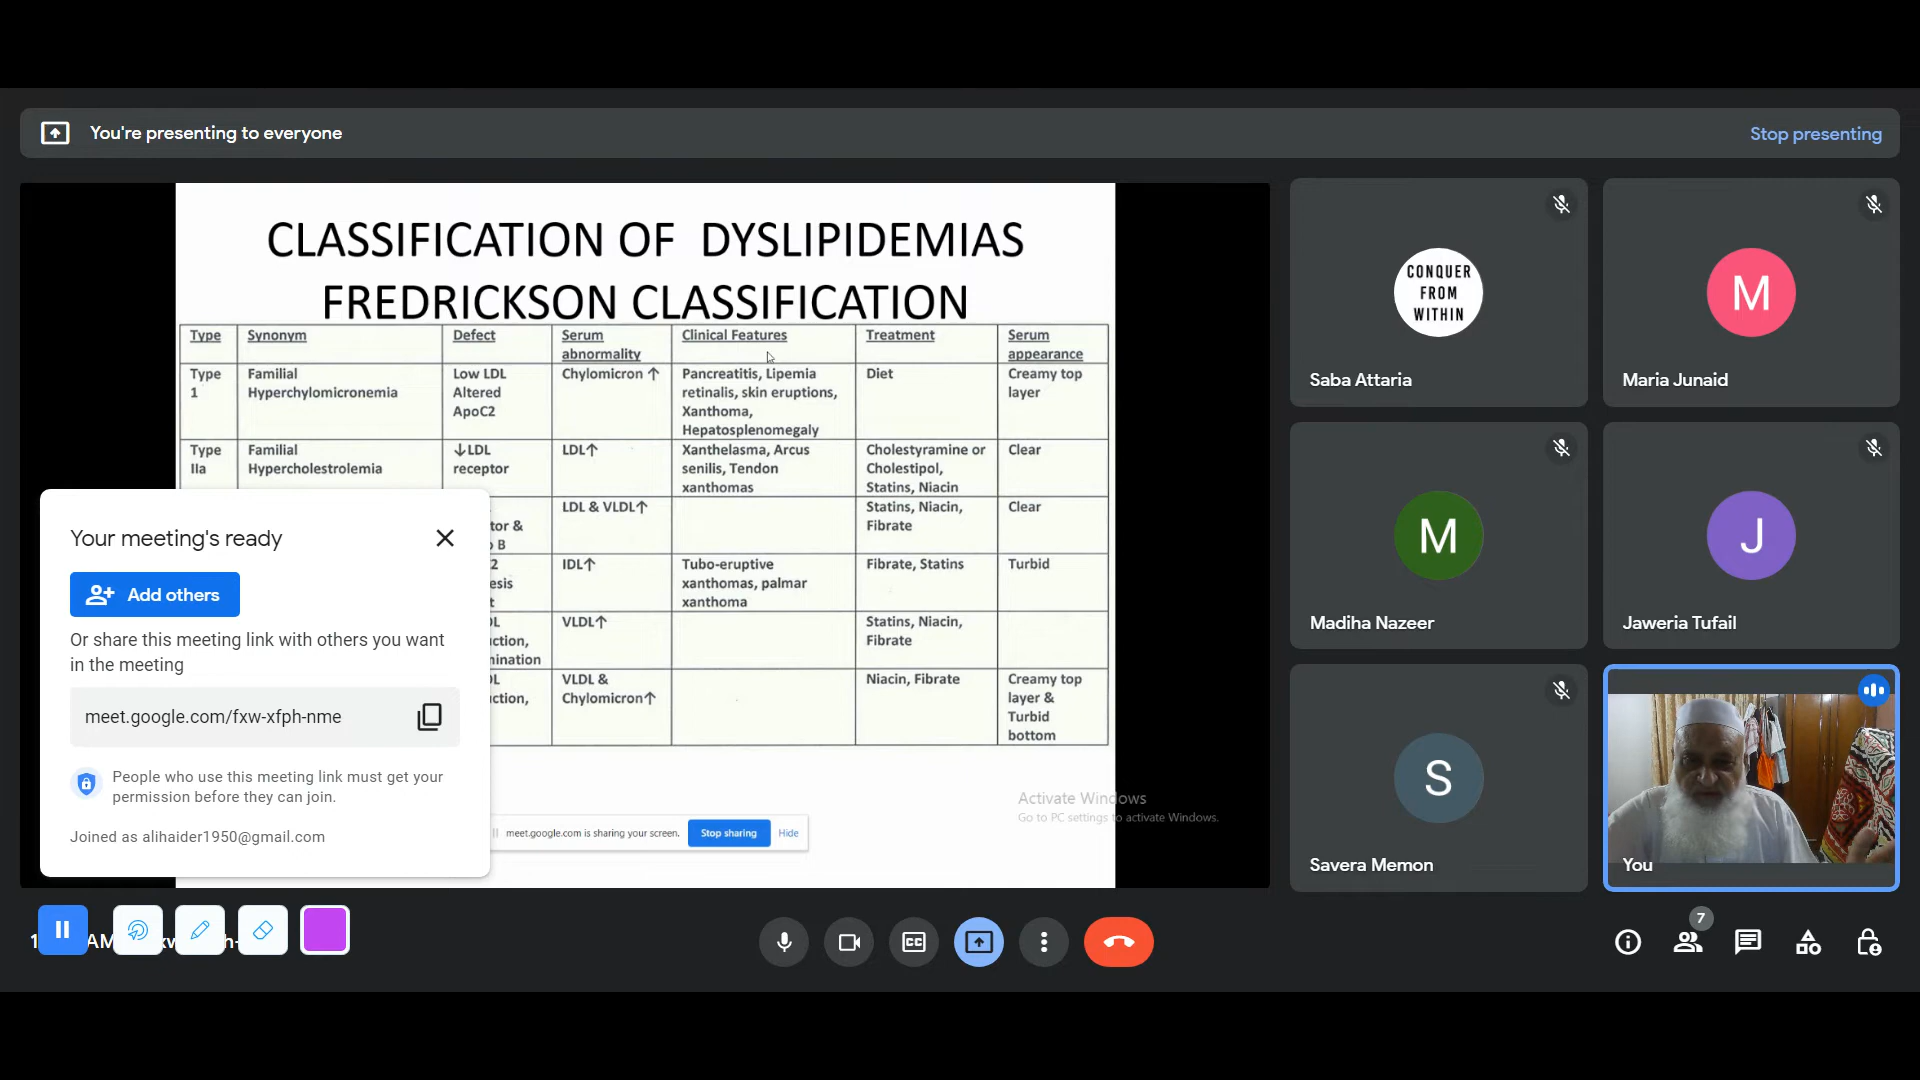 You're presenting to everyone
Stop presenting
CLASSIFICATION OF DYSLIPIDEMIAS
FREDRICKSON CLASSIFICATION
Type Synonym Defect Serum abnormality Clinical Features Treatment Serum appearance
Type 1 Familial Hyperchylomicronemia Low LDL Altered ApoC2 Chylomicron ↑ Pancreatitis, Lipemia retinalis, skin eruptions, Xanthoma, Hepatosplenomegaly Diet Creamy top layer
Type IIa Familial Hypercholestrolemia ↓LDL receptor LDL↑ Xanthelasma, Arcus senilis, Tendon xanthomas Cholestyramine or Cholestipol, Statins, Niacin Clear
LDL & VLDL↑ Statins, Niacin, Fibrate Clear
IDL↑ Tubo-eruptive xanthomas, palmar xanthoma Fibrate, Statins Turbid
VLDL↑ Statins, Niacin, Fibrate
VLDL & Chylomicron↑ Niacin, Fibrate Creamy top layer & Turbid bottom
Your meeting's ready
Add others
Or share this meeting link with others you want
in the meeting
meet.google.com/fxw-xfph-nme
People who use this meeting link must get your
permission before they can join.
Joined as alihaider1950@gmail.com
meet.google.com is sharing your screen.
Stop sharing
Hide
Activate Windows
Go to PC settings to activate Windows.
CONQUER
FROM
WITHIN
Saba Attaria
M
Maria Junaid
M
Madiha Nazeer
J
Jaweria Tufail
S
Savera Memon
You
7